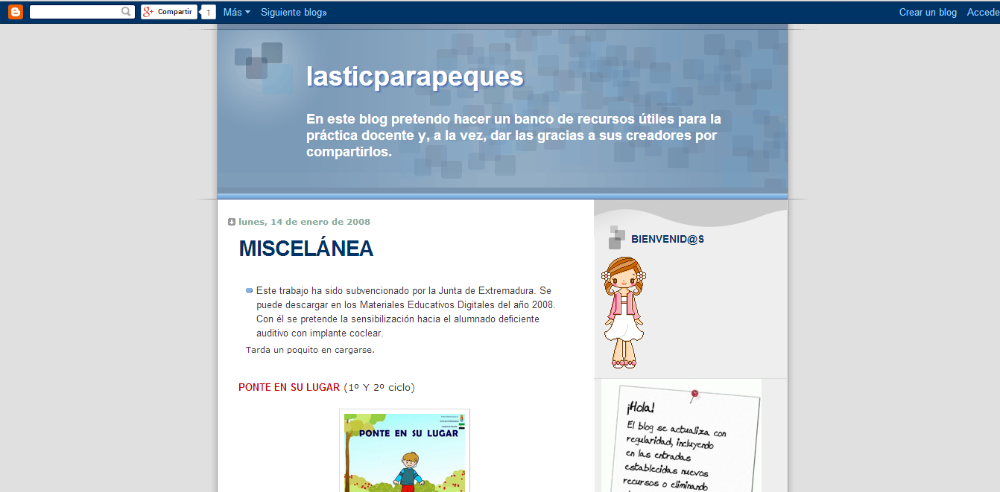 Compartir
1
Más
Siguiente blog»
Crear un blog
Accede
lasticparapeques
En este blog pretendo hacer un banco de recursos útiles para la
práctica docente y, a la vez, dar las gracias a sus creadores por
compartirlos.
lunes, 14 de enero de 2008
MISCELÁNEA
Este trabajo ha sido subvencionado por la Junta de Extremadura. Se
puede descargar en los Materiales Educativos Digitales del año 2008.
Con él se pretende la sensibilización hacia el alumnado deficiente
auditivo con implante coclear.
Tarda un poquito en cargarse.
PONTE EN SU LUGAR (1º Y 2º ciclo)
PONTE EN SU LUGAR
BIENVENID@S
¡Hola!
El blog se actualiza con
regularidad, incluyendo
en las entradas
establecidas nuevos
recursos o eliminando